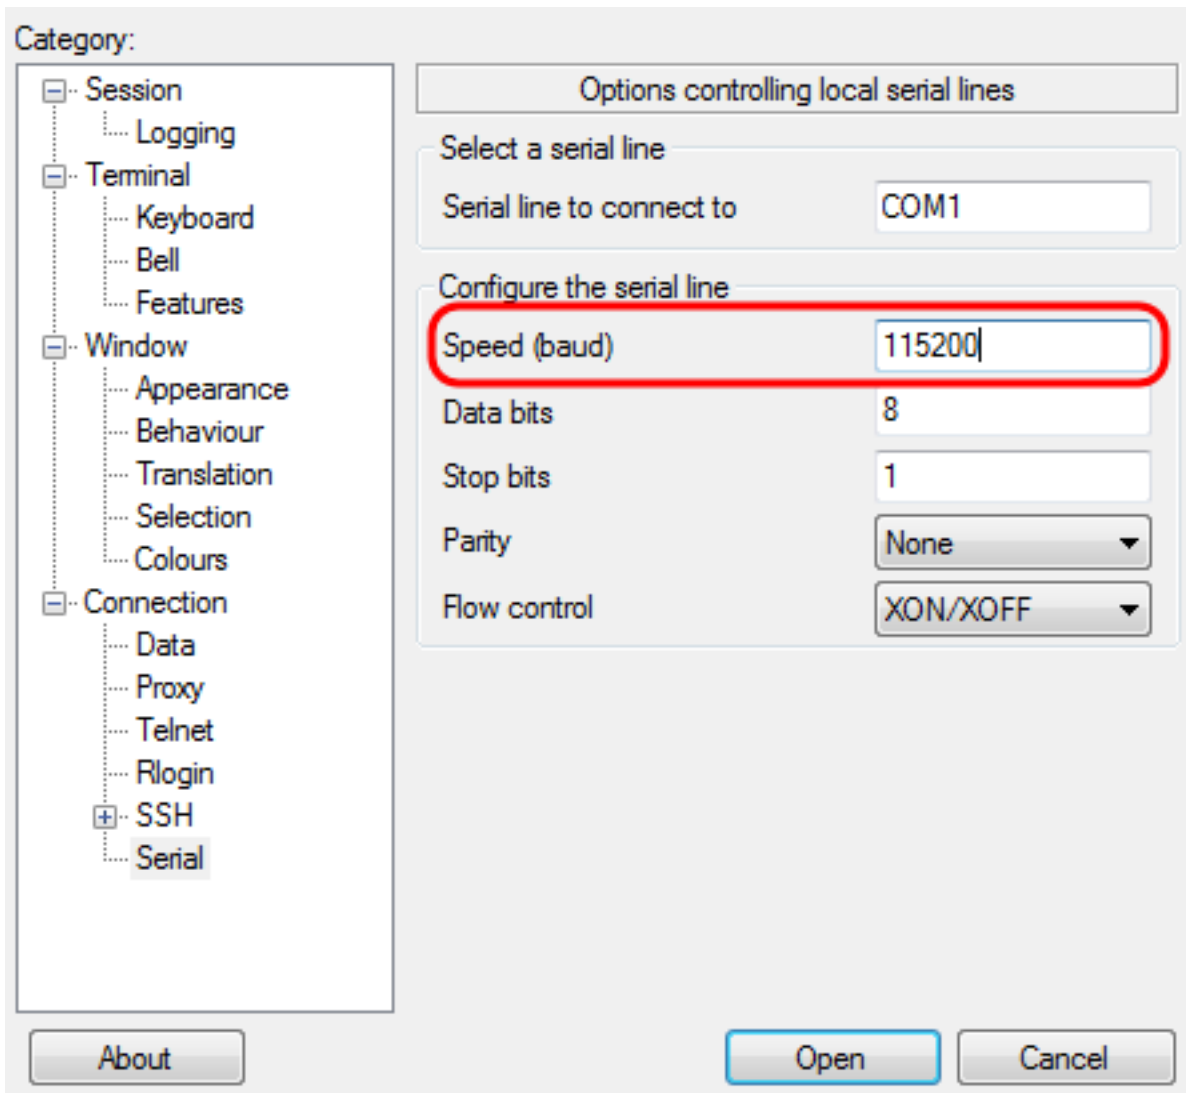 Category:
Session
Logging
Terminal
Keyboard
Bell
Features
Window
Appearance
Behaviour
Translation
Selection
Colours
Connection
Data
Proxy
Telnet
Rlogin
SSH
Serial
Options controlling local serial lines
Select a serial line
Serial line to connect to COM1
Configure the serial line
Speed (baud) 115200
Data bits 8
Stop bits 1
Parity None
Flow control XON/XOFF
About Open Cancel